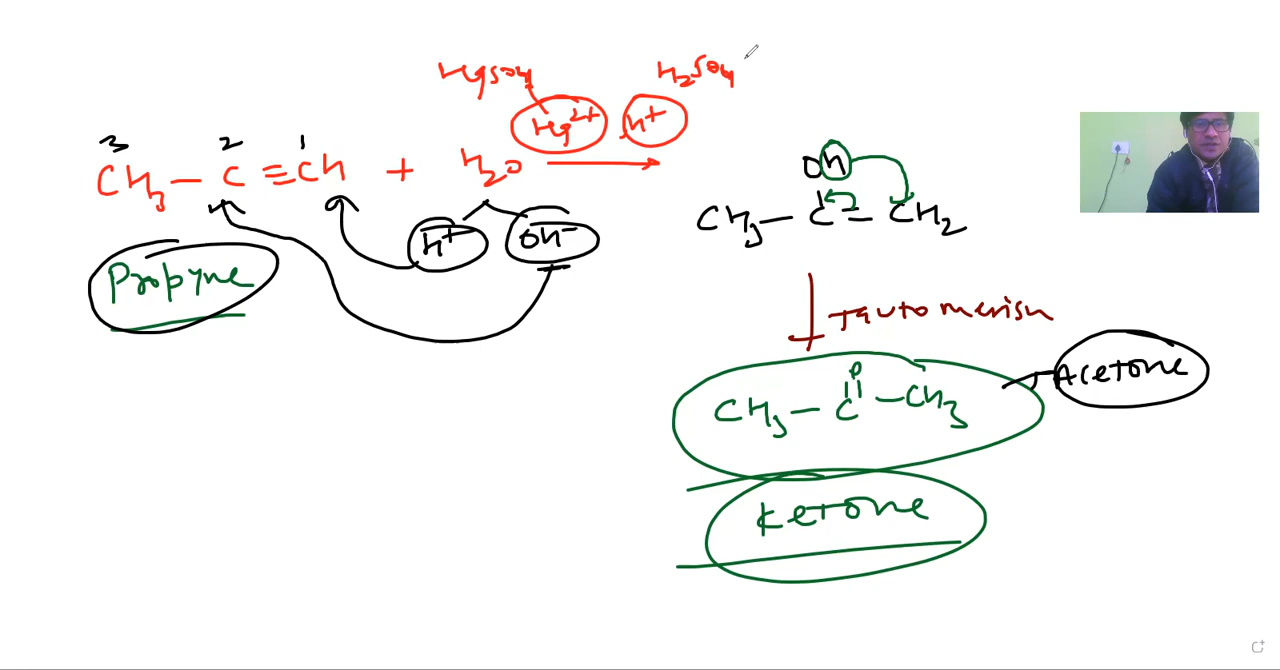 HgSO4 H2SO4
Hg2+ H+
3 2 1
CH3 — C ≡ CH + H2O →
H+ OH-
Propyne
OH
CH3 — C = CH2
Tautomerism
O
CH3 — C — CH3
Acetone
Ketone